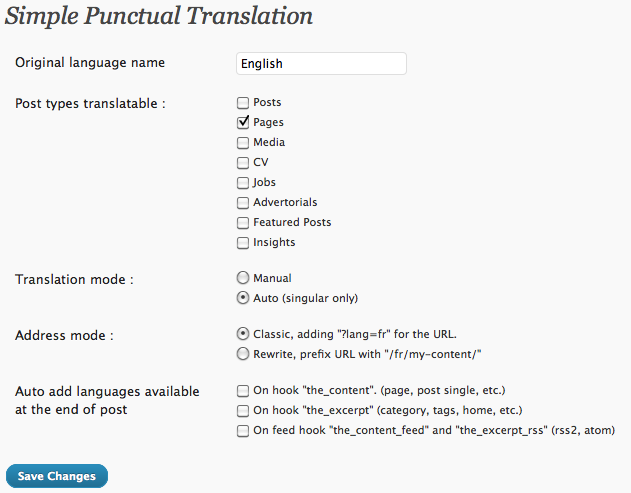 Simple Punctual Translation
Original language name
English
Post types translatable :
Posts
Pages
Media
CV
Jobs
Advertorials
Featured Posts
Insights
Translation mode :
Manual
Auto (singular only)
Address mode :
Classic, adding "?lang=fr" for the URL.
Rewrite, prefix URL with "/fr/my-content/"
Auto add languages available
at the end of post
On hook "the_content". (page, post single, etc.)
On hook "the_excerpt" (category, tags, home, etc.)
On feed hook "the_content_feed" and "the_excerpt_rss" (rss2, atom)
Save Changes